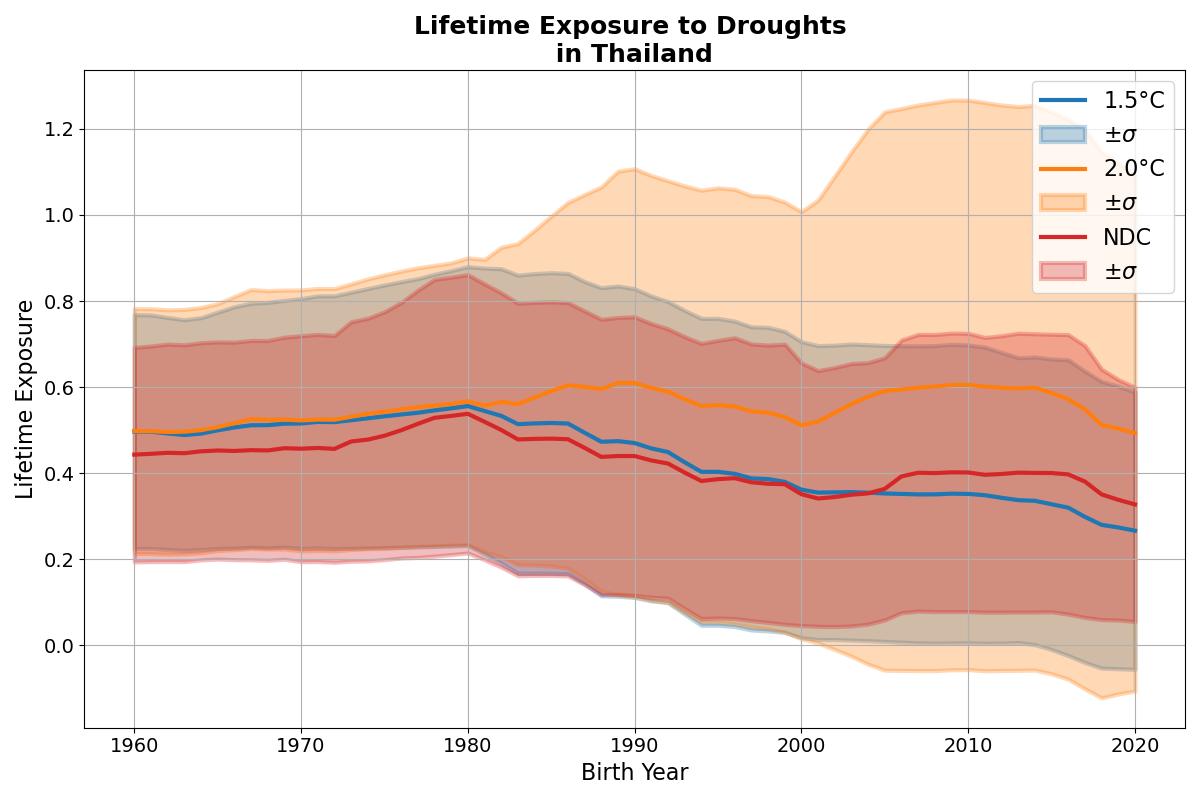 Lifetime Exposure to Droughts
in Thailand
1.5°C
±σ
2.0°C
±σ
NDC
±σ
Lifetime Exposure
1.2
1.0
0.8
0.6
0.4
0.2
0.0
1960 1970 1980 1990 2000 2010 2020
Birth Year